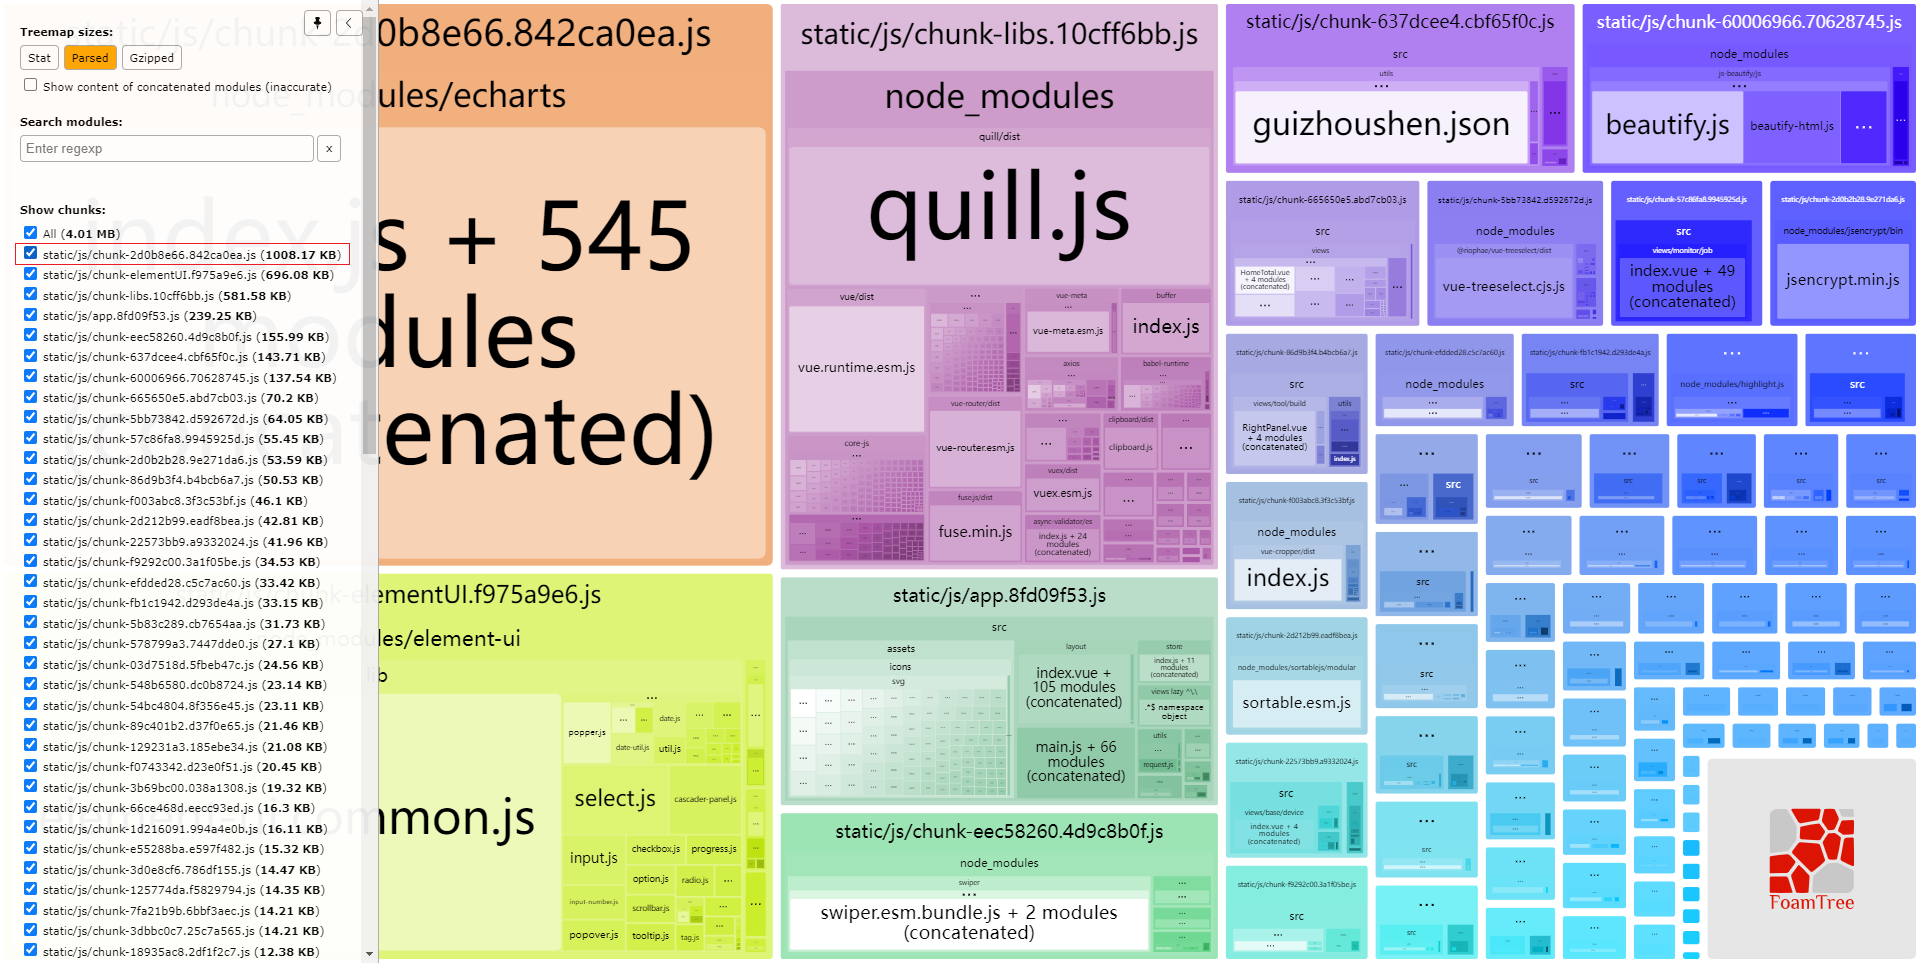 Treemap sizes:
Stat
Parsed
Gzipped
Show content of concatenated modules (inaccurate)
Search modules:
Enter regexp
x
Show chunks:
All (4.01 MB)
static/js/chunk-2d0b8e66.842ca0ea.js (1008.17 KB)
static/js/chunk-elementUI.f975a9e6.js (696.08 KB)
static/js/chunk-libs.10cff6bb.js (581.58 KB)
static/js/app.8fd09f53.js (239.25 KB)
static/js/chunk-eec58260.4d9c8b0f.js (155.99 KB)
static/js/chunk-637dcee4.cbf65f0c.js (143.71 KB)
static/js/chunk-60006966.70628745.js (137.54 KB)
static/js/chunk-665650e5.abd7cb03.js (70.2 KB)
static/js/chunk-5bb73842.d592672d.js (64.05 KB)
static/js/chunk-57c86fa8.9945925d.js (55.45 KB)
static/js/chunk-2d0b2b28.9e271da6.js (53.59 KB)
static/js/chunk-86d9b3f4.b4bcb6a7.js (50.53 KB)
static/js/chunk-f003abc8.3f3c53bf.js (46.1 KB)
static/js/chunk-2d212b99.eadf8bea.js (42.81 KB)
static/js/chunk-22573bb9.a9332024.js (41.96 KB)
static/js/chunk-f9292c00.3a1f05be.js (34.53 KB)
static/js/chunk-efdded28.c5c7ac60.js (33.42 KB)
static/js/chunk-fb1c1942.d293de4a.js (33.15 KB)
static/js/chunk-5b83c289.cb7654aa.js (31.73 KB)
static/js/chunk-578799a3.7447dde0.js (27.1 KB)
static/js/chunk-03d7518d.5fbeb47c.js (24.56 KB)
static/js/chunk-548b6580.dc0b8724.js (23.14 KB)
static/js/chunk-54bc4804.8f356e45.js (23.11 KB)
static/js/chunk-89c401b2.d37f0e65.js (21.46 KB)
static/js/chunk-129231a3.185ebe34.js (21.08 KB)
static/js/chunk-f0743342.d23e0f51.js (20.45 KB)
static/js/chunk-3b69bc00.038a1308.js (19.32 KB)
static/js/chunk-66ce468d.eecc93ed.js (16.3 KB)
static/js/chunk-1d216091.994a4e0b.js (16.11 KB)
static/js/chunk-e55288ba.e597f482.js (15.32 KB)
static/js/chunk-3d0e8cf6.786df155.js (14.47 KB)
static/js/chunk-125774da.f5829794.js (14.35 KB)
static/js/chunk-7fa21b9b.6bbf3aec.js (14.21 KB)
static/js/chunk-3dbbc0c7.25c7a565.js (14.21 KB)
static/js/chunk-18935ac8.2df1f2c7.js (12.38 KB)
static/js/chunk-2d0b8e66.842ca0ea.js
node_modules/echarts
index.js + 545
modules
(concatenated)
static/js/chunk-elementUI.f975a9e6.js
node_modules/element-ui
lib
element-ui.common.js
popper.js
date.js
date-util.js
util.js
select.js
cascader-panel.js
input.js
checkbox.js
progress.js
option.js
radio.js
input-number.js
scrollbar.js
popover.js
tooltip.js
tag.js
static/js/chunk-libs.10cff6bb.js
node_modules
quill/dist
quill.js
vue/dist
vue.runtime.esm.js
core-js
vue-router/dist
vue-router.esm.js
fuse.js/dist
fuse.min.js
vue-meta
vue-meta.esm.js
buffer
index.js
axios
babel-runtime
clipboard/dist
clipboard.js
vuex/dist
vuex.esm.js
async-validator/es
index.js + 24
modules
(concatenated)
static/js/app.8fd09f53.js
src
assets
icons
svg
layout
index.vue +
105 modules
(concatenated)
main.js + 66
modules
(concatenated)
store
index.js + 11
modules
(concatenated)
views lazy ^\.\
.*$ namespace
object
utils
request.js
static/js/chunk-eec58260.4d9c8b0f.js
node_modules
swiper
swiper.esm.bundle.js + 2 modules
(concatenated)
static/js/chunk-637dcee4.cbf65f0c.js
src
utils
guizhoushen.json
static/js/chunk-60006966.70628745.js
node_modules
js-beautify/js
beautify.js
beautify-html.js
static/js/chunk-665650e5.abd7cb03.js
src
views
HomeTotal.vue
+ 4 modules
(concatenated)
static/js/chunk-5bb73842.d592672d.js
node_modules
@riophae/vue-treeselect/dist
vue-treeselect.cjs.js
static/js/chunk-57c86fa8.9945925d.js
src
views/monitor/job
index.vue + 49
modules
(concatenated)
static/js/chunk-2d0b2b28.9e271da6.js
node_modules/jsencrypt/bin
jsencrypt.min.js
static/js/chunk-86d9b3f4.b4bcb6a7.js
src
views/tool/build
utils
RightPanel.vue
+ 4 modules
(concatenated)
index.js
static/js/chunk-efdded28.c5c7ac60.js
node_modules
static/js/chunk-fb1c1942.d293de4a.js
src
node_modules/highlight.js
src
static/js/chunk-f003abc8.3f3c53bf.js
node_modules
vue-cropper/dist
index.js
static/js/chunk-2d212b99.eadf8bea.js
node_modules/sortablejs/modular
sortable.esm.js
static/js/chunk-22573bb9.a9332024.js
src
views/base/device
index.vue + 4
modules
(concatenated)
static/js/chunk-f9292c00.3a1f05be.js
src
src
src
src
src
src
src
src
FoamTree